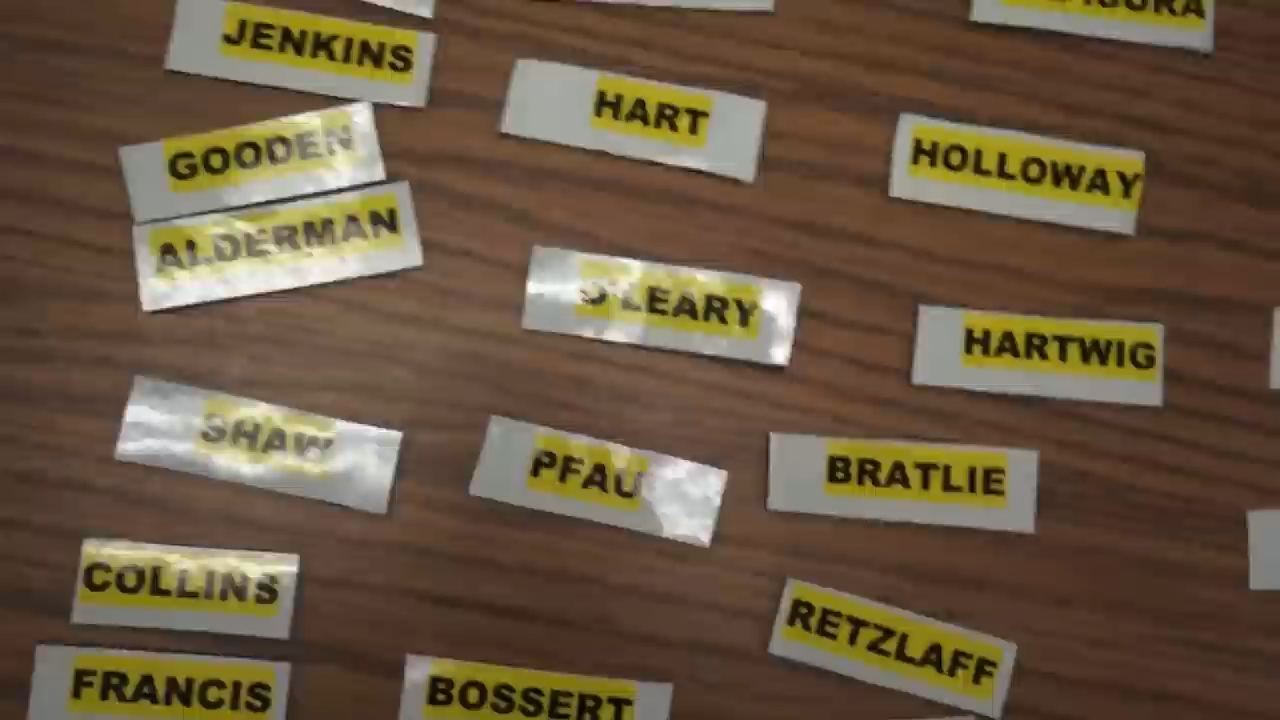 JENKINS
HART
GOODEN
HOLLOWAY
ALDERMAN
O'LEARY
HARTWIG
SHAW
PFAU
BRATLIE
COLLINS
RETZLAFF
FRANCIS
BOSSERT